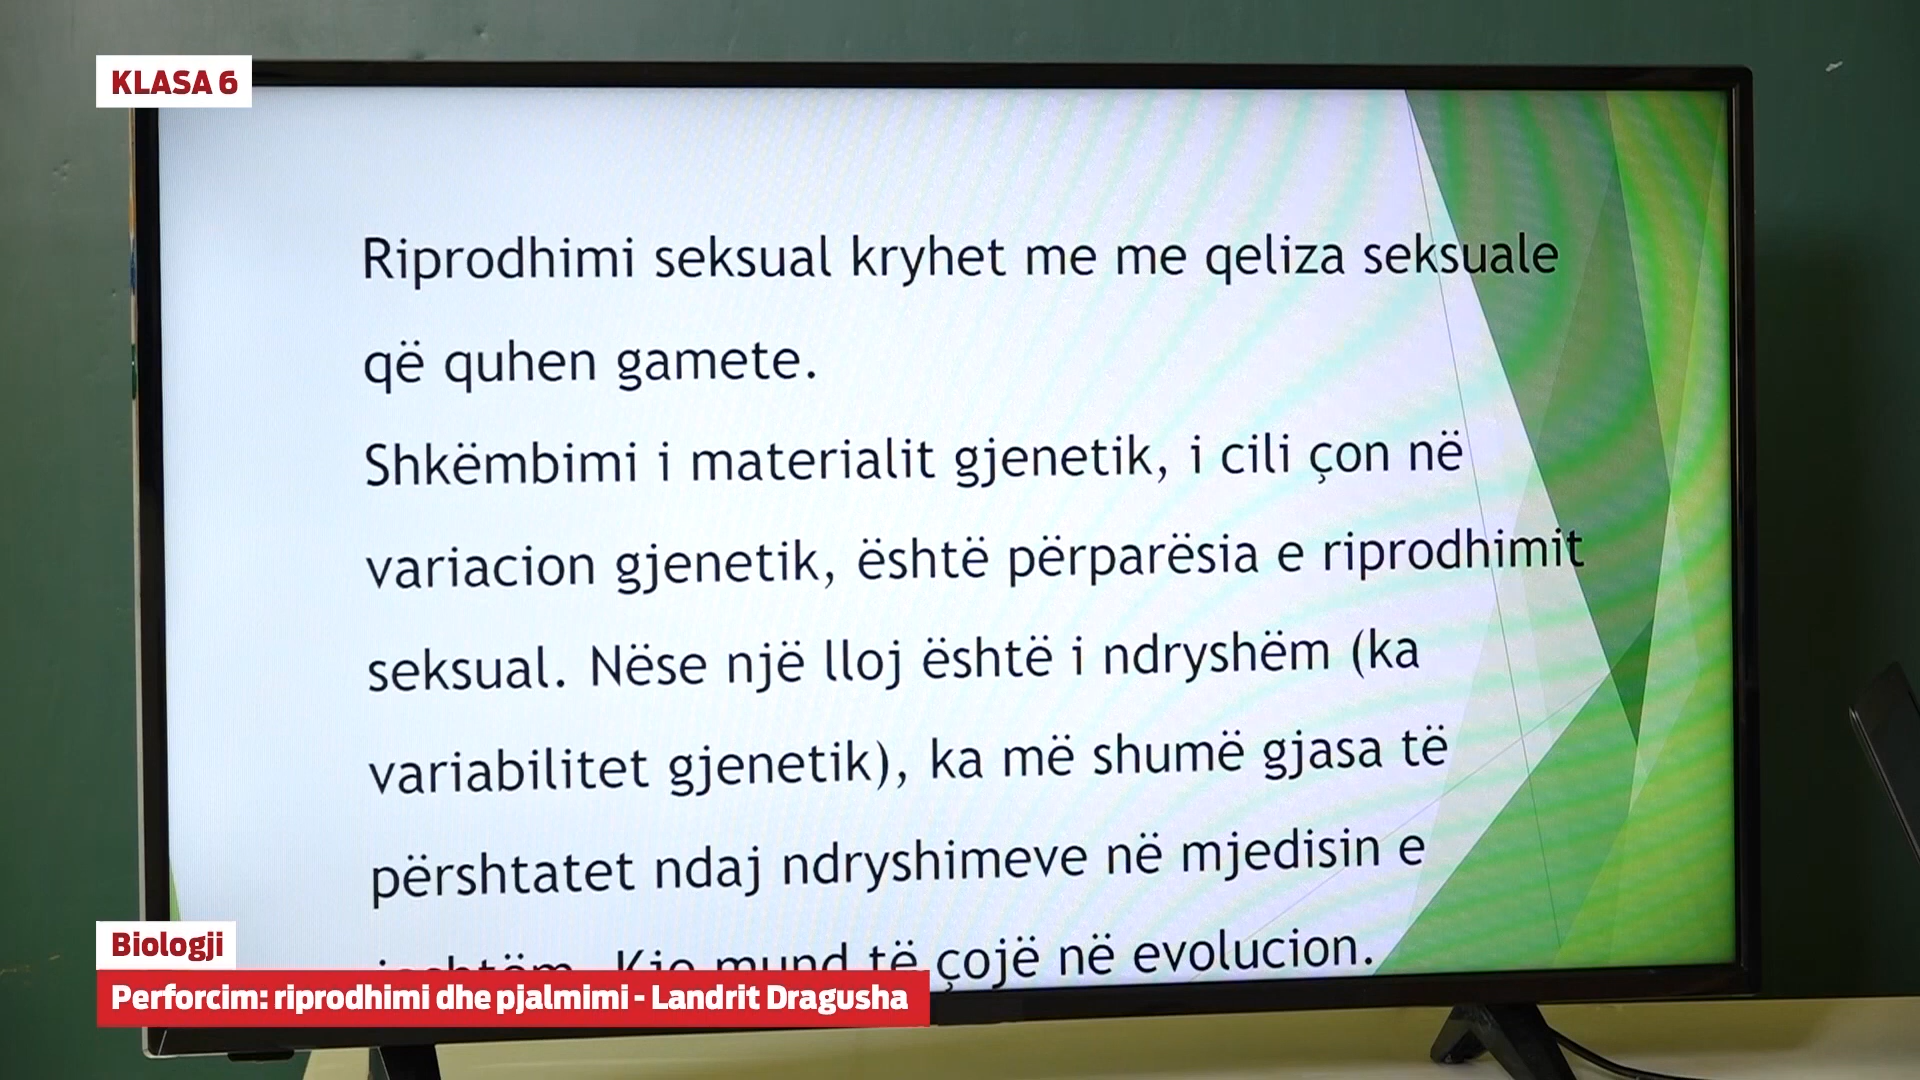 KLASA 6
Riprodhimi seksual kryhet me me qeliza seksuale
që quhen gamete.
Shkëmbimi i materialit gjenetik, i cili çon në
variacion gjenetik, është përparësia e riprodhimit
seksual. Nëse një lloj është i ndryshëm (ka
variabilitet gjenetik), ka më shumë gjasa të
përshtatet ndaj ndryshimeve në mjedisin e
Kjo mund të çojë në evolucion.
Biologji
Perforcim: riprodhimi dhe pjalmimi - Landrit Dragusha